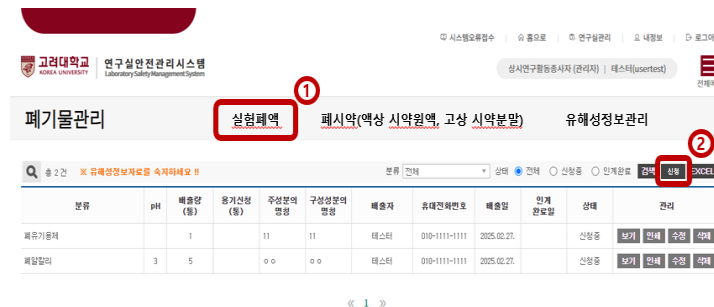 시스템오류접수 홈으로 연구실관리 내정보 로그아
고려대학교 KOREA UNIVERSITY 연구실안전관리시스템 Laboratory Safety Management System
상시연구활동종사자 (관리자) | 테스터(usertest)
전체메
1
폐기물관리 실험폐액 폐시약(액상 시약원액, 고상 시약분말) 유해성정보관리
2
총 2 건 ※ 유해성정보자료를 숙지하세요 !! 분류 전체 상태 전체 신청중 인계완료 검색 신청 EXCEL
분류 pH 배출량 (통) 용기신청 (통) 주성분의 명칭 구성성분의 명칭 배출자 휴대전화번호 배출일 인계 완료일 상태 관리
폐유기용제 1 11 11 테스터 010-1111-1111 2025.02.27. 신청중 보기 인쇄 수정 삭제
폐알칼리 3 5 ㅇㅇ ㅇㅇ 테스터 010-1111-1111 2025.02.27. 신청중 보기 인쇄 수정 삭제
« 1 »